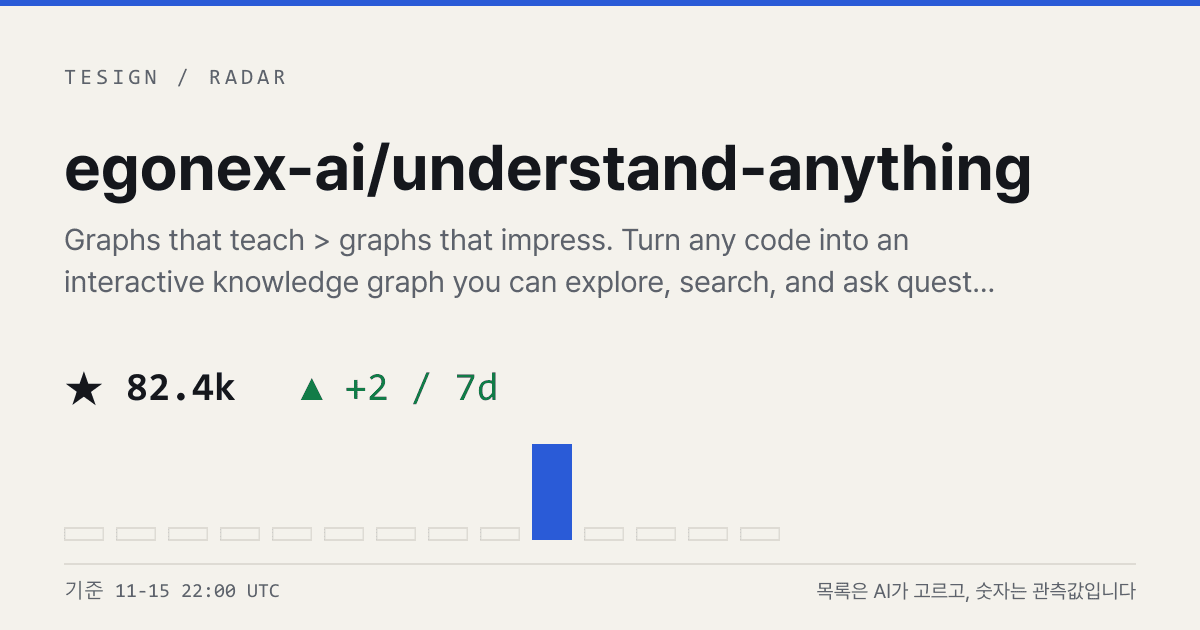 TESIGN / RADAR
egonex-ai/understand-anything
Graphs that teach > graphs that impress. Turn any code into an
interactive knowledge graph you can explore, search, and ask quest…
★ 82.4k ▲ +2 / 7d
기준 11-15 22:00 UTC
목록은 AI가 고르고, 숫자는 관측값입니다